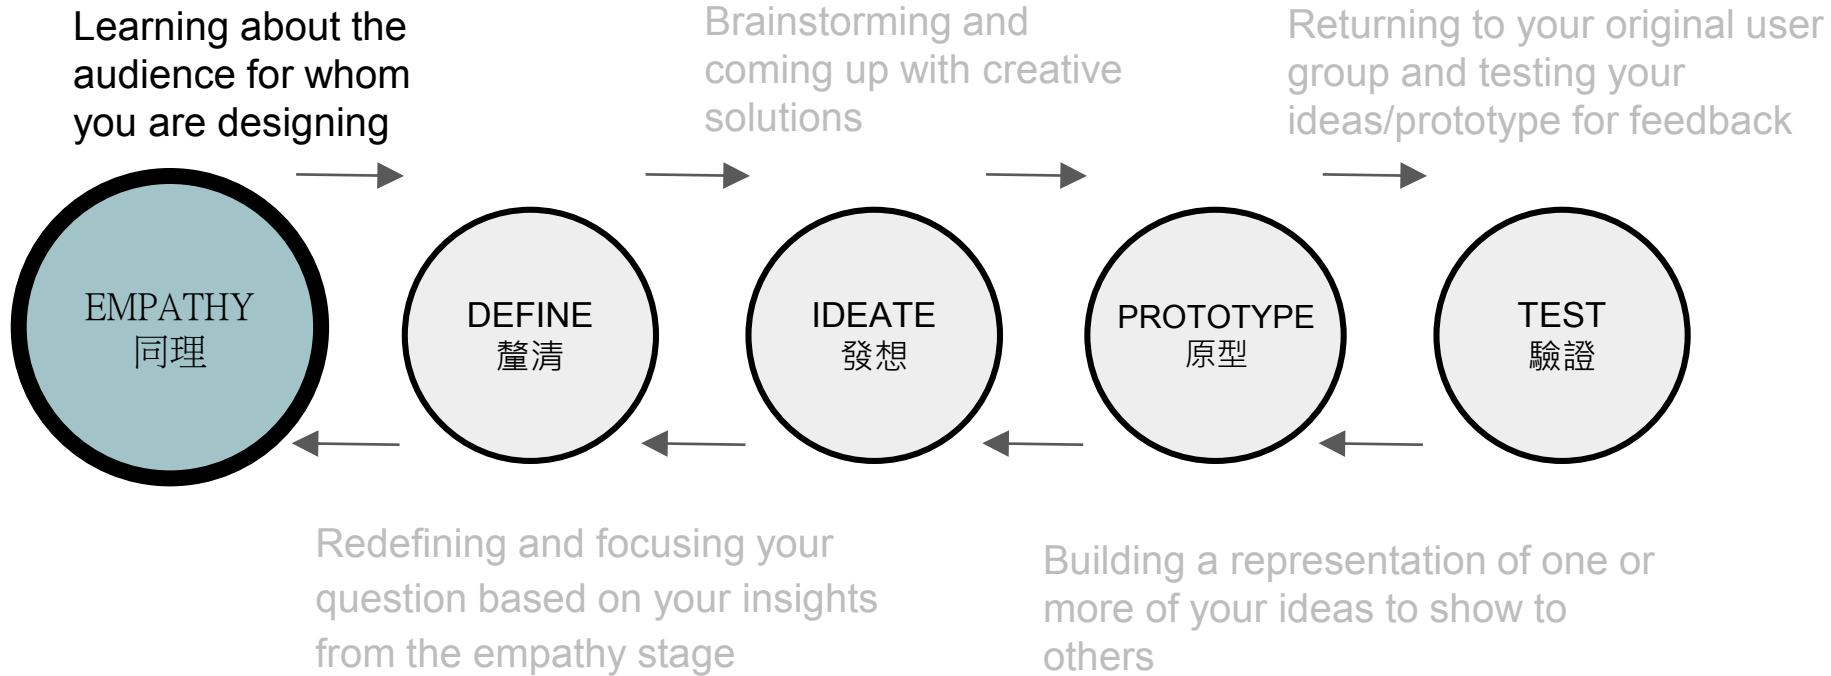 Learning about the
audience for whom
you are designing
Brainstorming and
coming up with creative
solutions
Returning to your original user
group and testing your
ideas/prototype for feedback
EMPATHY
同理
DEFINE
釐清
IDEATE
發想
PROTOTYPE
原型
TEST
驗證
Redefining and focusing your
question based on your insights
from the empathy stage
Building a representation of one or
more of your ideas to show to
others